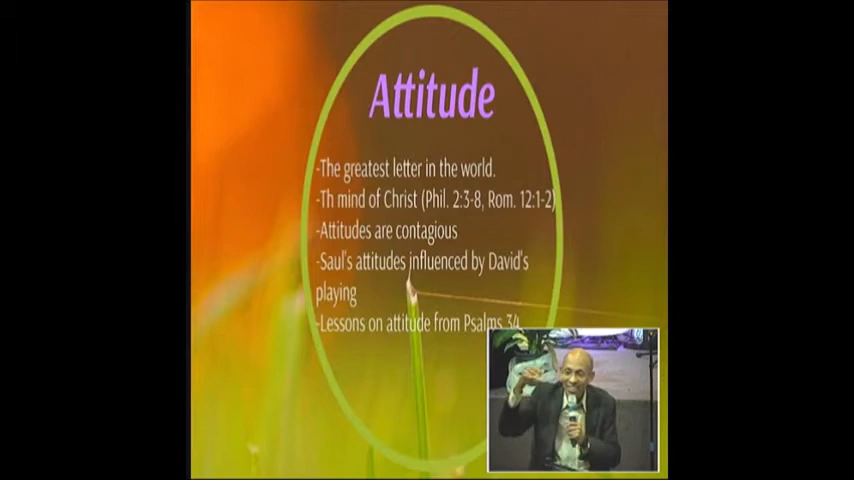 Attitude
-The greatest letter in the world.
-Th mind of Christ (Phil. 2:3-8, Rom. 12:1-2)
-Attitudes are contagious
-Saul's attitudes influenced by David's
playing
-Lessons on attitude from Psalms 34